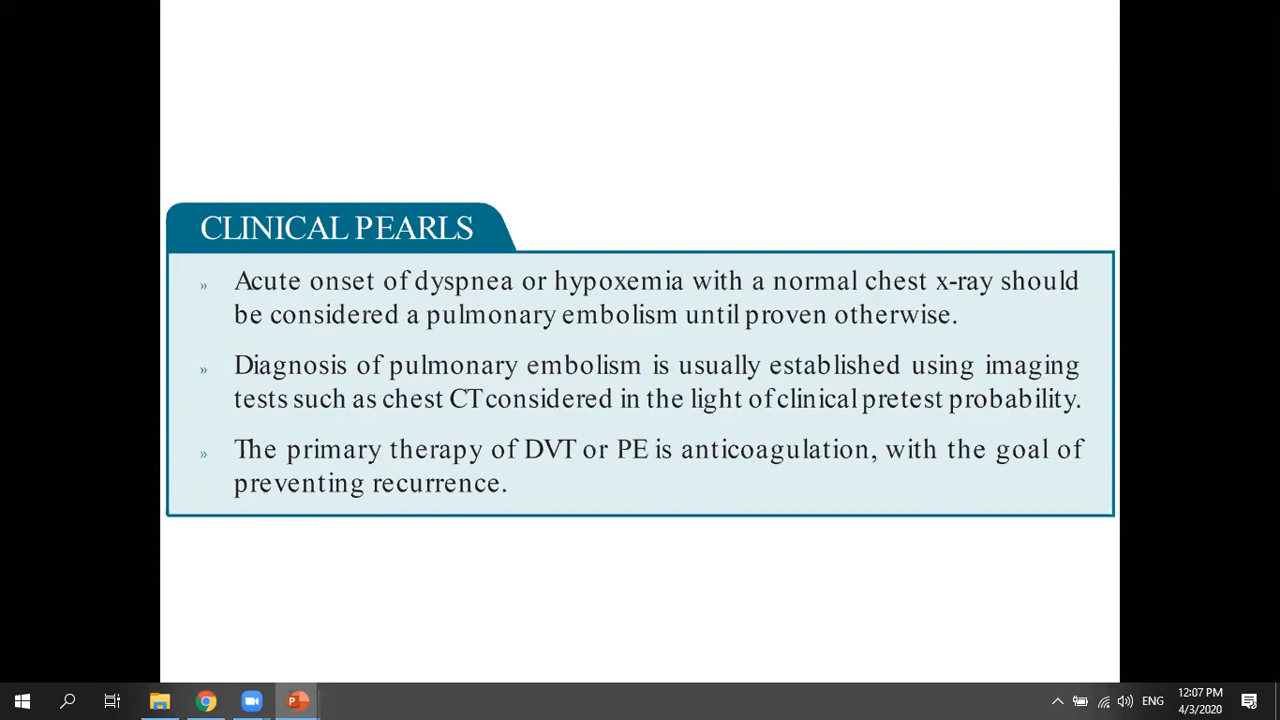 CLINICAL PEARLS
» Acute onset of dyspnea or hypoxemia with a normal chest x-ray should
be considered a pulmonary embolism until proven otherwise.
» Diagnosis of pulmonary embolism is usually established using imaging
tests such as chest CT considered in the light of clinical pretest probability.
» The primary therapy of DVT or PE is anticoagulation, with the goal of
preventing recurrence.
ENG
12:07 PM
4/3/2020